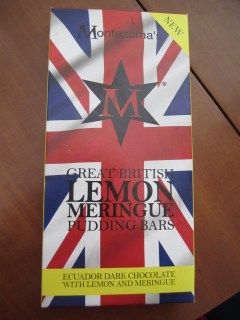 Montezuma's
NEW
M®
GREAT BRITISH
LEMON
MERINGUE
PUDDING BARS
ECUADOR DARK CHOCOLATE
WITH LEMON AND MERINGUE